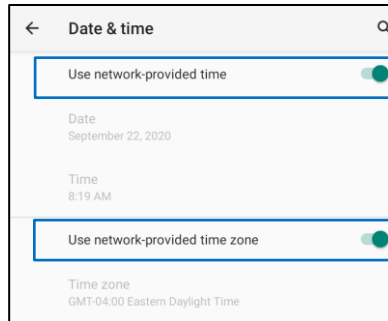 Date & time
Use network-provided time
Date
September 22, 2020
Time
8:19 AM
Use network-provided time zone
Time zone
GMT-04:00 Eastern Daylight Time